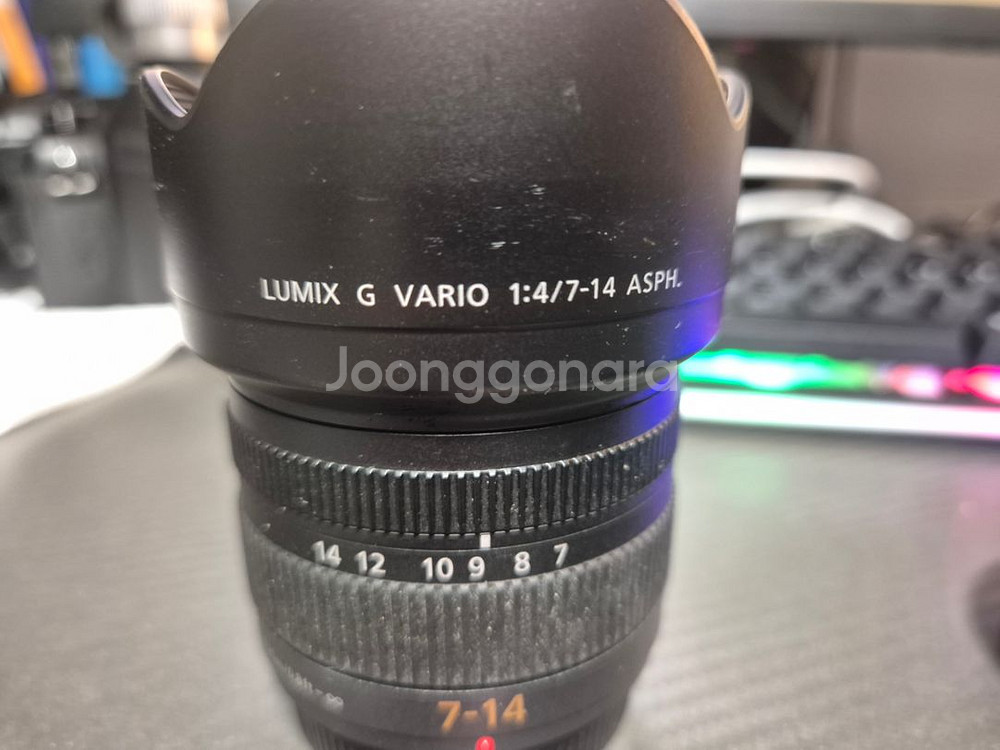 LUMIX G VARIO 1:4/7-14 ASPH.
Joonggonara
14 12 10 9 8 7
7-14